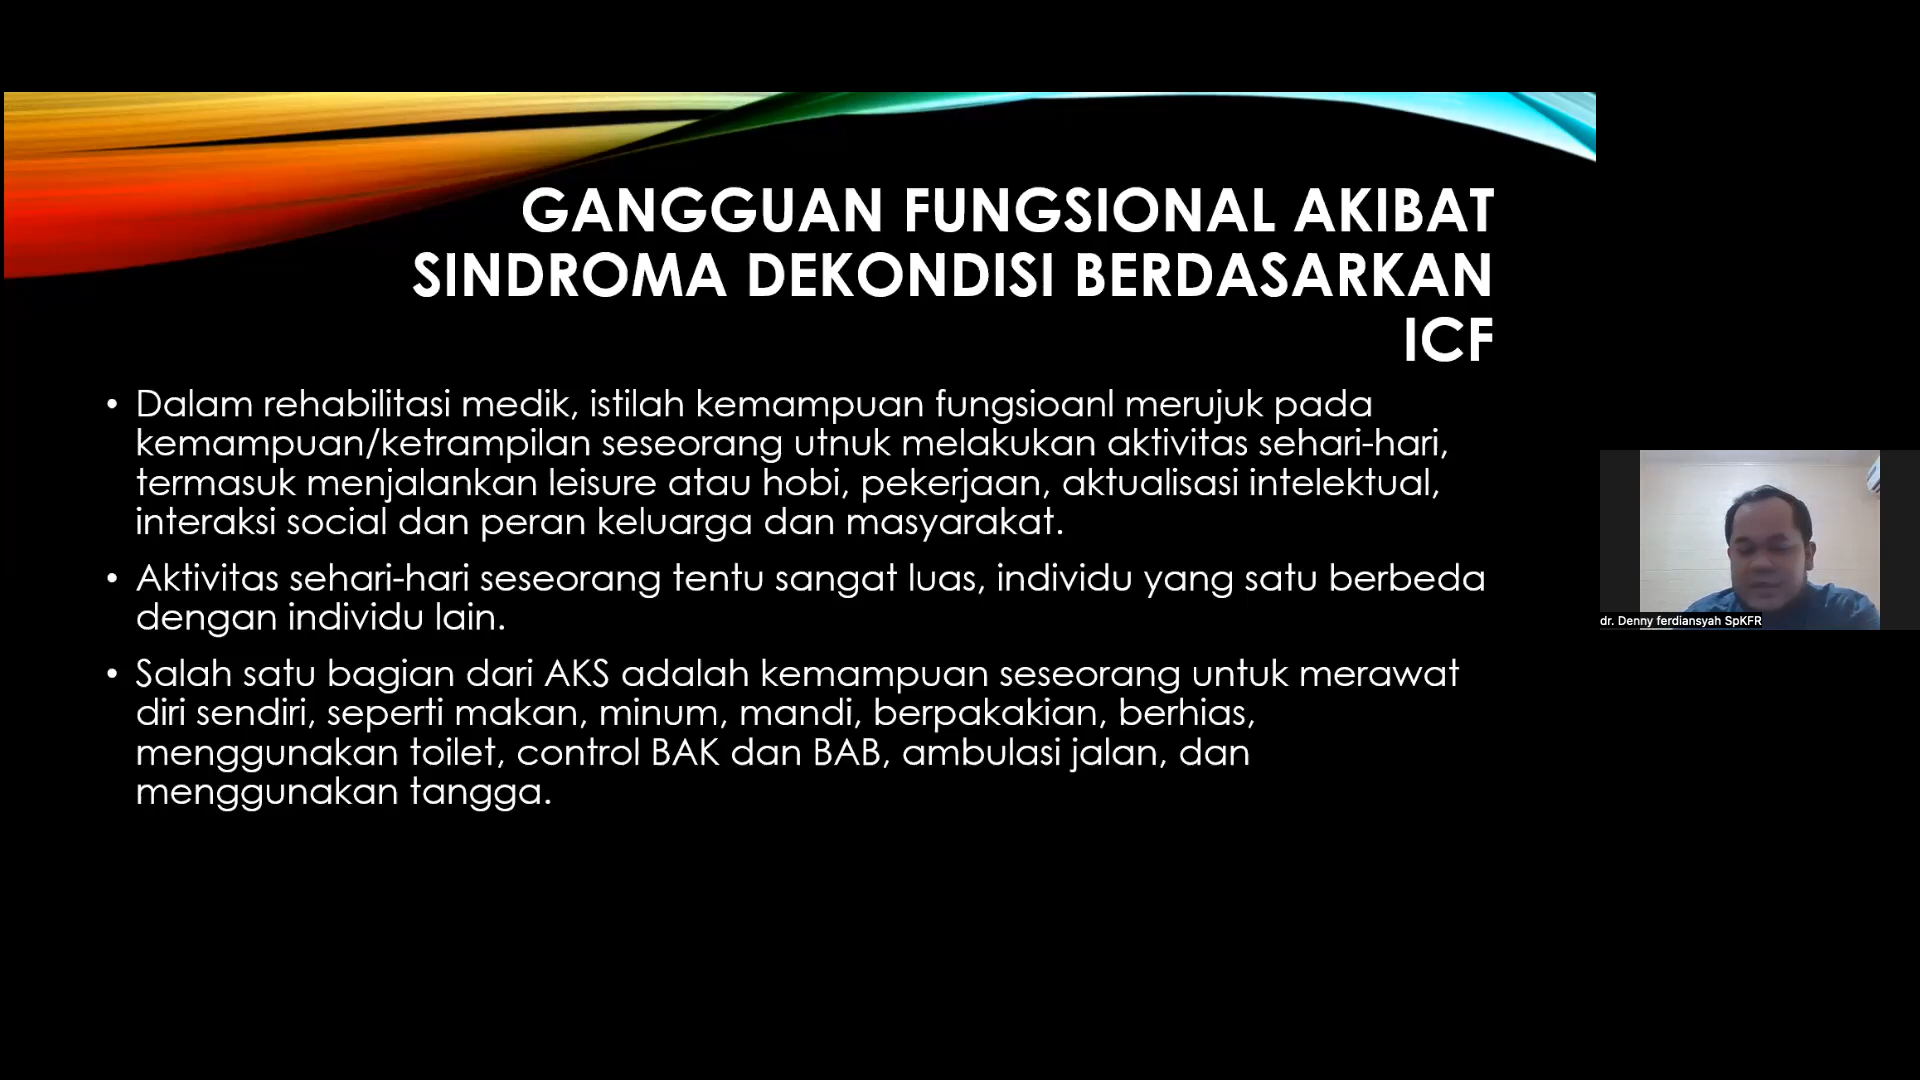 GANGGUAN FUNGSIONAL AKIBAT
SINDROMA DEKONDISI BERDASARKAN
ICF
• Dalam rehabilitasi medik, istilah kemampuan fungsioanl merujuk pada
kemampuan/ketrampilan seseorang utnuk melakukan aktivitas sehari-hari,
termasuk menjalankan leisure atau hobi, pekerjaan, aktualisasi intelektual,
interaksi social dan peran keluarga dan masyarakat.
• Aktivitas sehari-hari seseorang tentu sangat luas, individu yang satu berbeda
dengan individu lain.
• Salah satu bagian dari AKS adalah kemampuan seseorang untuk merawat
diri sendiri, seperti makan, minum, mandi, berpakakian, berhias,
menggunakan toilet, control BAK dan BAB, ambulasi jalan, dan
menggunakan tangga.
dr. Denny ferdiansyah SpKFR